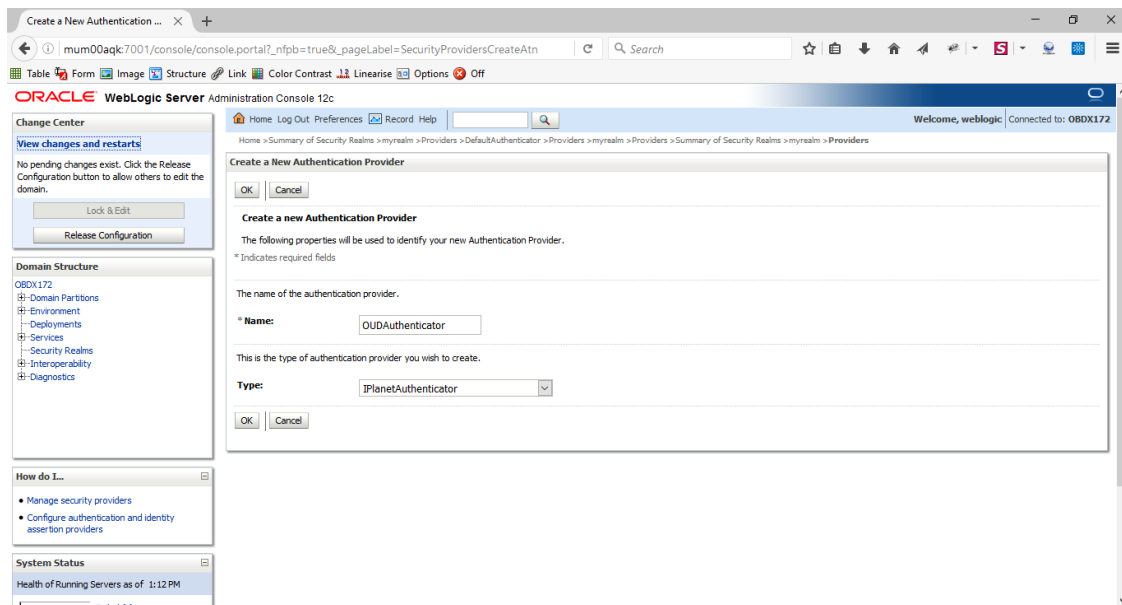 Create a New Authentication ...
mum00aqk:7001/console/console.portal?_nfpb=true&_pageLabel=SecurityProvidersCreateAtn
Search
Table Form Image Structure Link Color Contrast Linearise Options Off
ORACLE WebLogic Server Administration Console 12c
Change Center
View changes and restarts
No pending changes exist. Click the Release
Configuration button to allow others to edit the
domain.
Lock & Edit
Release Configuration
Domain Structure
OBDX172
Domain Partitions
Environment
Deployments
Services
Security Realms
Interoperability
Diagnostics
How do I...
Manage security providers
Configure authentication and identity
assertion providers
System Status
Health of Running Servers as of 1:12 PM
Home Log Out Preferences Record Help
Welcome, weblogic Connected to: OBDX172
Home >Summary of Security Realms >myrealm >Providers >DefaultAuthenticator >Providers >myrealm >Providers >Summary of Security Realms >myrealm >Providers
Create a New Authentication Provider
OK Cancel
Create a new Authentication Provider
The following properties will be used to identify your new Authentication Provider.
* Indicates required fields
The name of the authentication provider.
* Name: OUDAuthenticator
This is the type of authentication provider you wish to create.
Type: IPlanetAuthenticator
OK Cancel